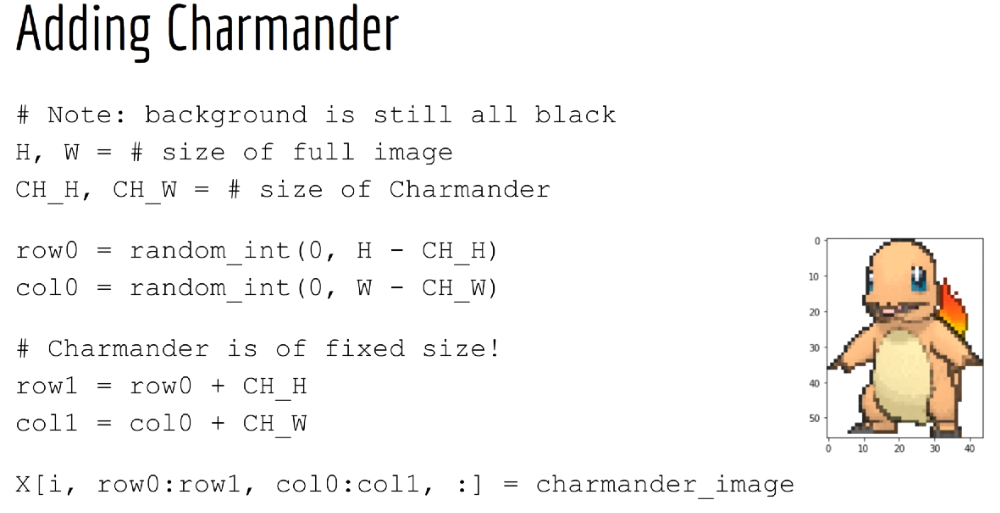 Adding Charmander
# Note: background is still all black
H, W = # size of full image
CH_H, CH_W = # size of Charmander
row0 = random_int(0, H - CH_H)
col0 = random_int(0, W - CH_W)
# Charmander is of fixed size!
row1 = row0 + CH_H
col1 = col0 + CH_W
X[i, row0:row1, col0:col1, :] = charmander_image
0
10
20
30
40
50
0 10 20 30 40